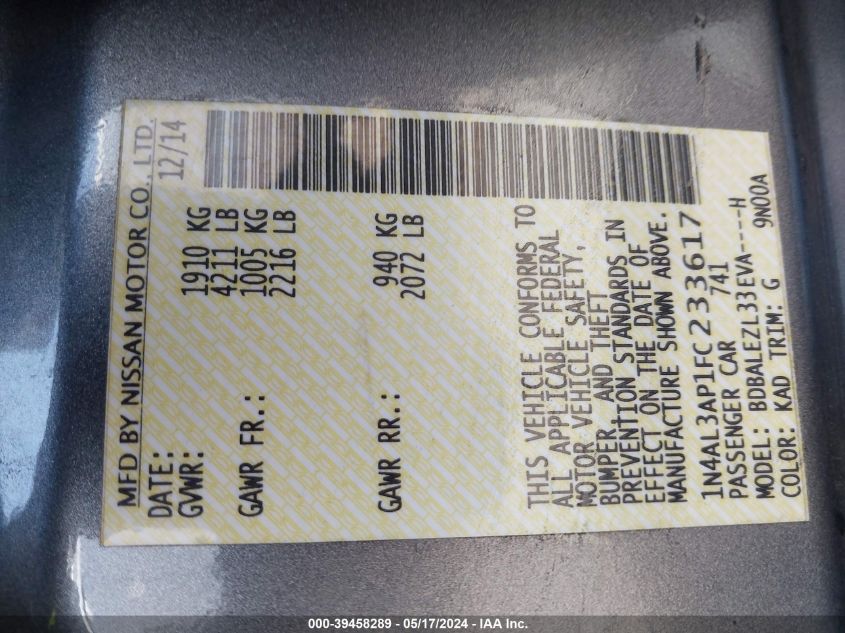 MFD BY NISSAN MOTOR CO., LTD.
DATE: 12/14
GVWR: 1910 KG
4211 LB
GAWR FR.: 1005 KG
2216 LB
GAWR RR.: 940 KG
2072 LB
THIS VEHICLE CONFORMS TO
ALL APPLICABLE FEDERAL
MOTOR VEHICLE SAFETY,
BUMPER AND THEFT
PREVENTION STANDARDS IN
EFFECT ON THE DATE OF
MANUFACTURE SHOWN ABOVE.
1N4AL3AP1FC233617
PASSENGER CAR 741
MODEL: BDBALEZL33EVA----H
COLOR: KAD TRIM: G 9N00A
000-39458289 - 05/17/2024 - IAA Inc.